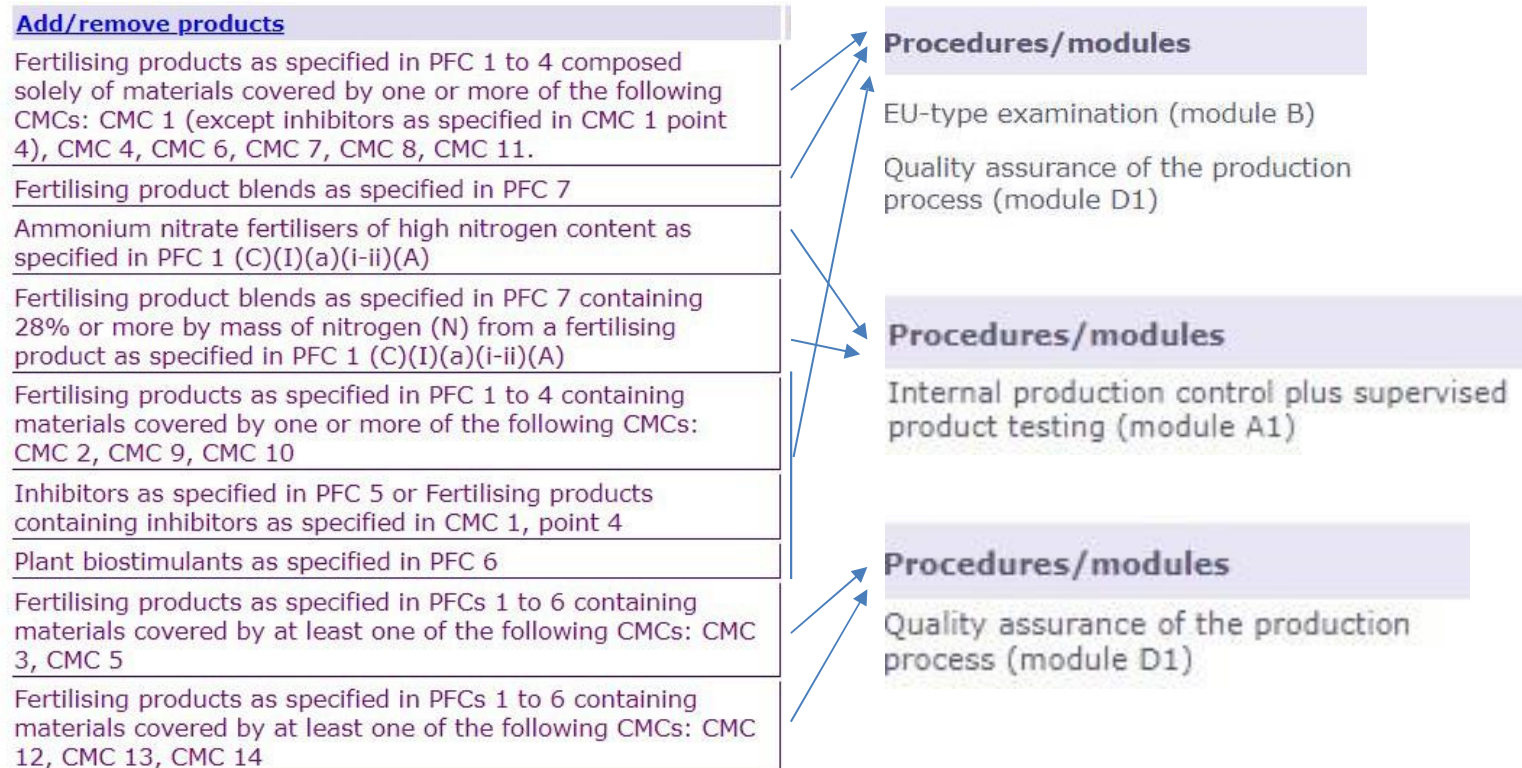 Add/remove products
Fertilising products as specified in PFC 1 to 4 composed
solely of materials covered by one or more of the following
CMCs: CMC 1 (except inhibitors as specified in CMC 1 point
4), CMC 4, CMC 6, CMC 7, CMC 8, CMC 11.
Fertilising product blends as specified in PFC 7
Ammonium nitrate fertilisers of high nitrogen content as
specified in PFC 1 (C)(I)(a)(i-ii)(A)
Fertilising product blends as specified in PFC 7 containing
28% or more by mass of nitrogen (N) from a fertilising
product as specified in PFC 1 (C)(I)(a)(i-ii)(A)
Fertilising products as specified in PFC 1 to 4 containing
materials covered by one or more of the following CMCs:
CMC 2, CMC 9, CMC 10
Inhibitors as specified in PFC 5 or Fertilising products
containing inhibitors as specified in CMC 1, point 4
Plant biostimulants as specified in PFC 6
Fertilising products as specified in PFCs 1 to 6 containing
materials covered by at least one of the following CMCs: CMC
3, CMC 5
Fertilising products as specified in PFCs 1 to 6 containing
materials covered by at least one of the following CMCs: CMC
12, CMC 13, CMC 14
Procedures/modules
EU-type examination (module B)
Quality assurance of the production
process (module D1)
Procedures/modules
Internal production control plus supervised
product testing (module A1)
Procedures/modules
Quality assurance of the production
process (module D1)